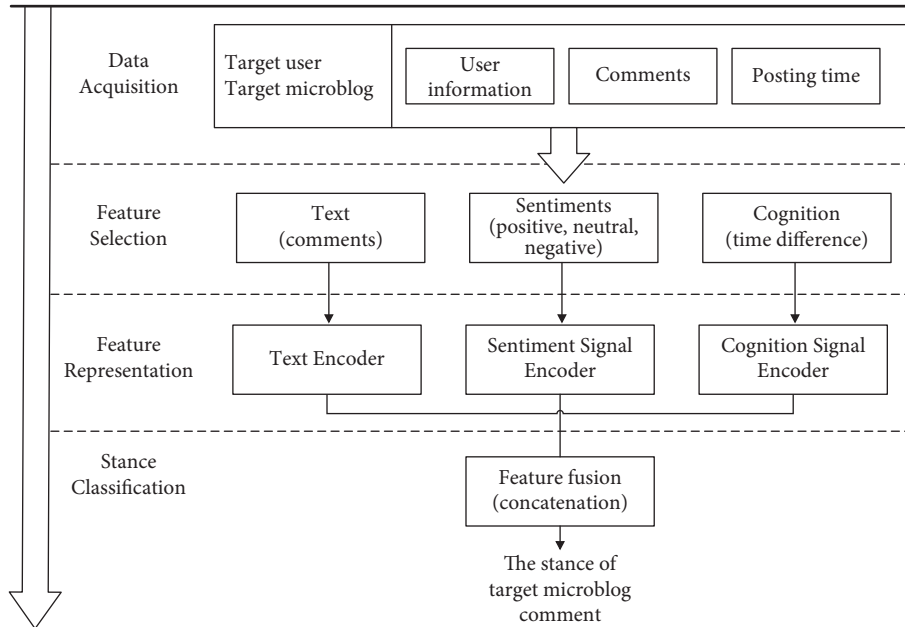 Data
Acquisition
Target user
Target microblog
User
information
Comments
Posting time
Feature
Selection
Text
(comments)
Sentiments
(positive, neutral,
negative)
Cognition
(time difference)
Feature
Representation
Text Encoder
Sentiment Signal
Encoder
Cognition Signal
Encoder
Stance
Classification
Feature fusion
(concatenation)
The stance of
target microblog
comment